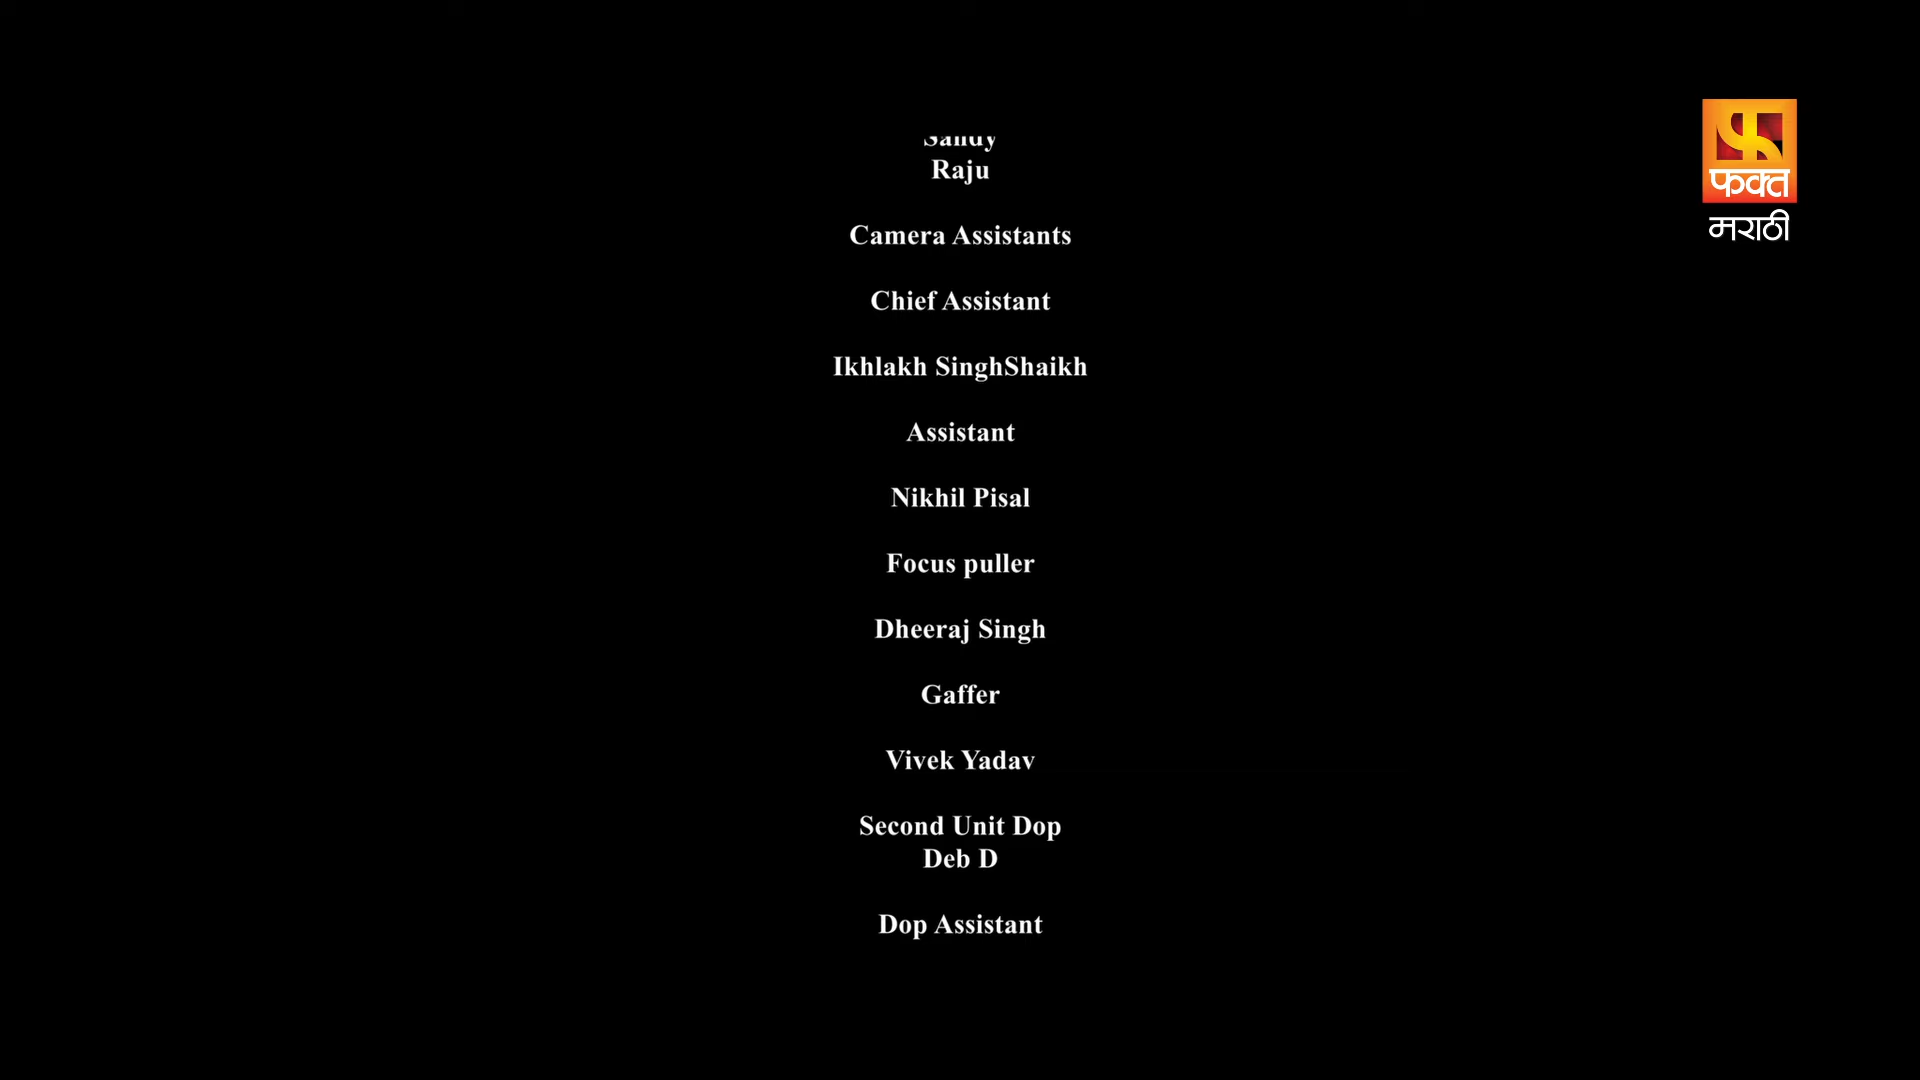 Sandy
Raju
Camera Assistants
Chief Assistant
Ikhlakh SinghShaikh
Assistant
Nikhil Pisal
Focus puller
Dheeraj Singh
Gaffer
Vivek Yadav
Second Unit Dop
Deb D
Dop Assistant
फक्त
मराठी